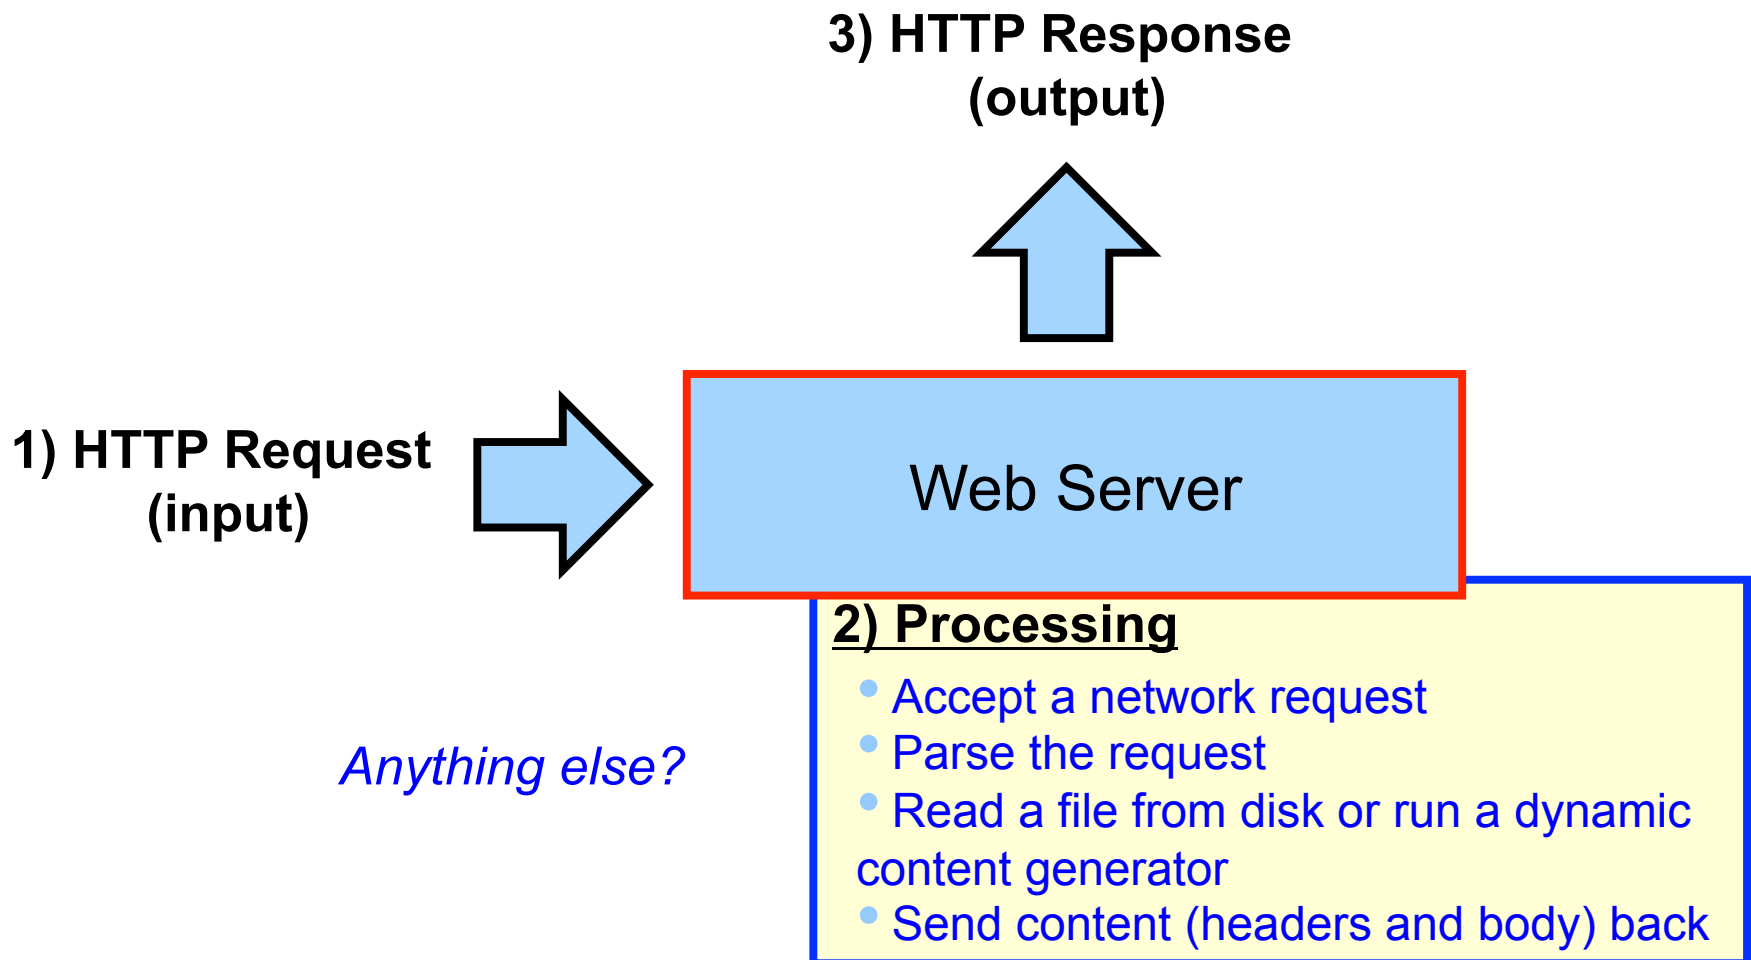 3) HTTP Response
(output)
1) HTTP Request
(input)
Web Server
2) Processing
• Accept a network request
• Parse the request
Anything else?
• Read a file from disk or run a dynamic
content generator
• Send content (headers and body) back